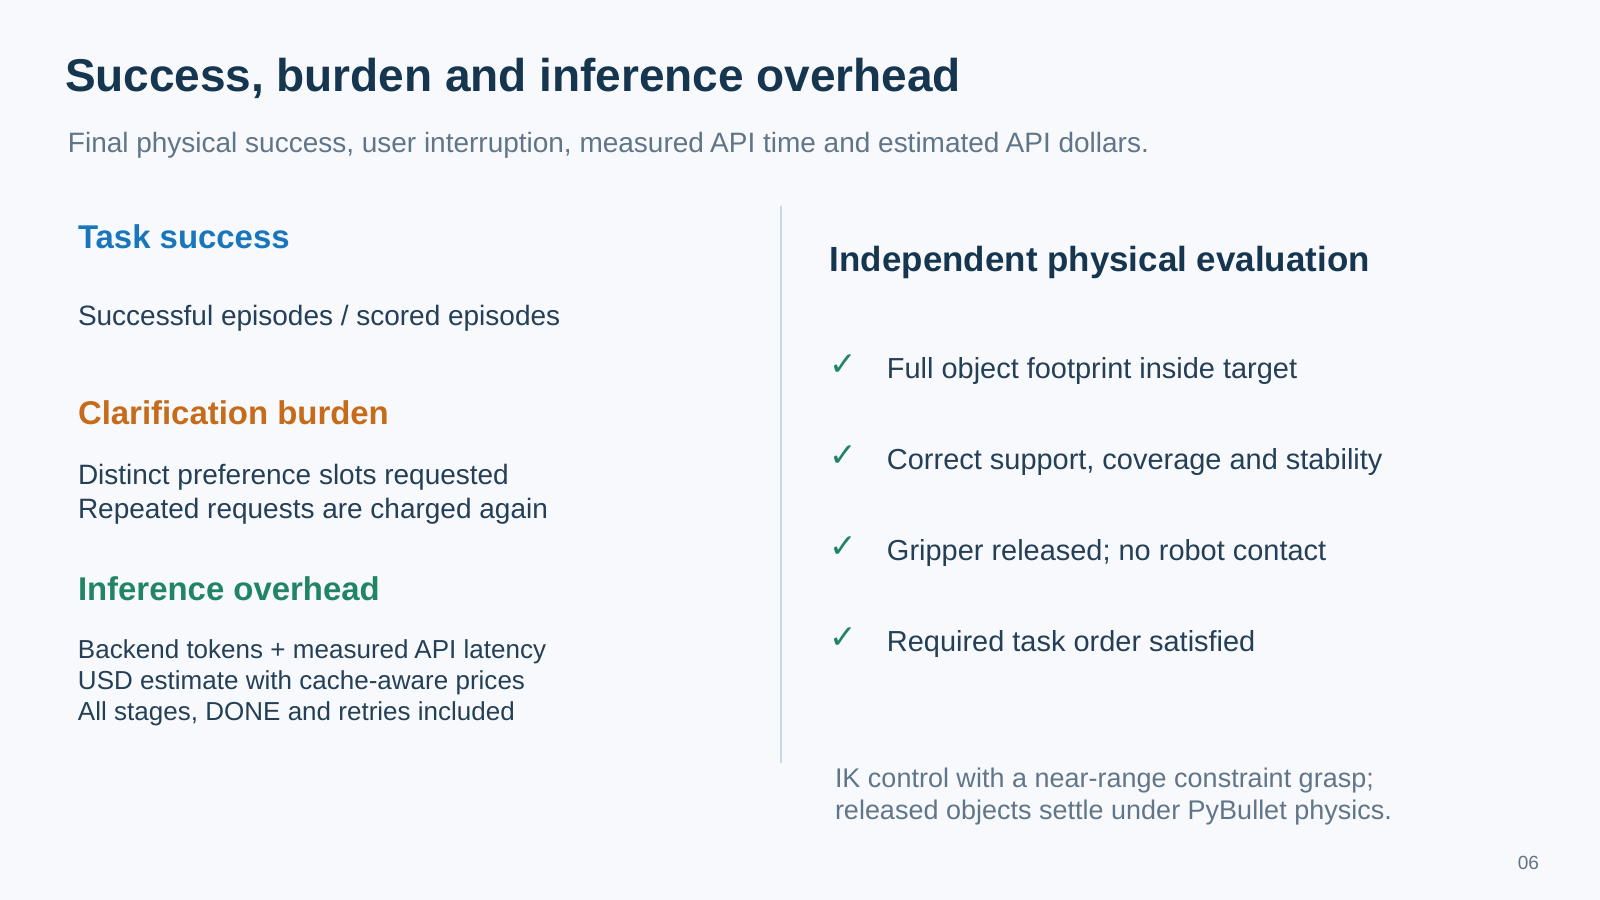 Success, burden and inference overhead
Final physical success, user interruption, measured API time and estimated API dollars.
Task success
Successful episodes / scored episodes
Clarification burden
Distinct preference slots requested
Repeated requests are charged again
Inference overhead
Backend tokens + measured API latency
USD estimate with cache-aware prices
All stages, DONE and retries included
Independent physical evaluation
✓ Full object footprint inside target
✓ Correct support, coverage and stability
✓ Gripper released; no robot contact
✓ Required task order satisfied
IK control with a near-range constraint grasp;
released objects settle under PyBullet physics.
06